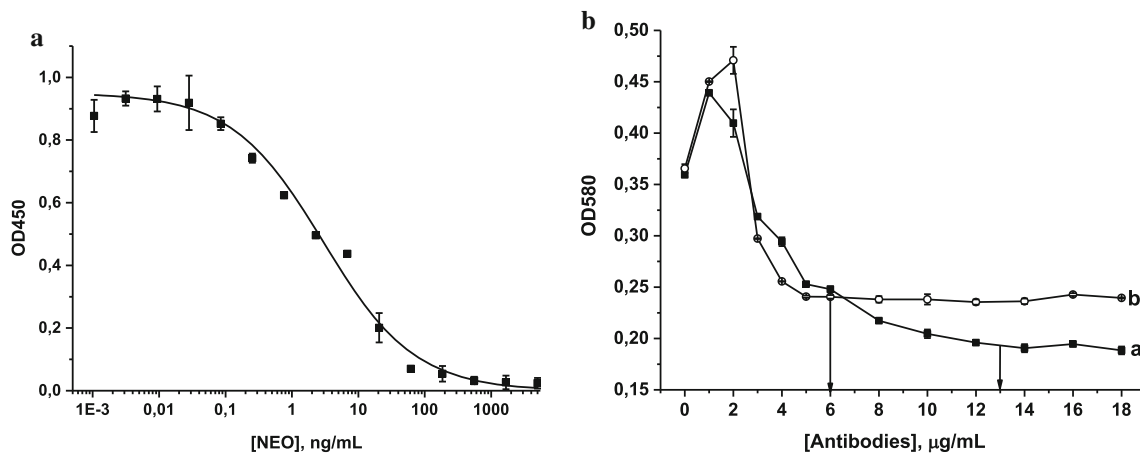 a
1,0
0,8
0,6
0,4
0,2
0,0
OD450
1E-3 0,01 0,1 1 10 100 1000
[NEO], ng/mL
b
0,50
0,45
0,40
0,35
0,30
0,25
0,20
0,15
OD580
b
a
0 2 4 6 8 10 12 14 16 18
[Antibodies], μg/mL